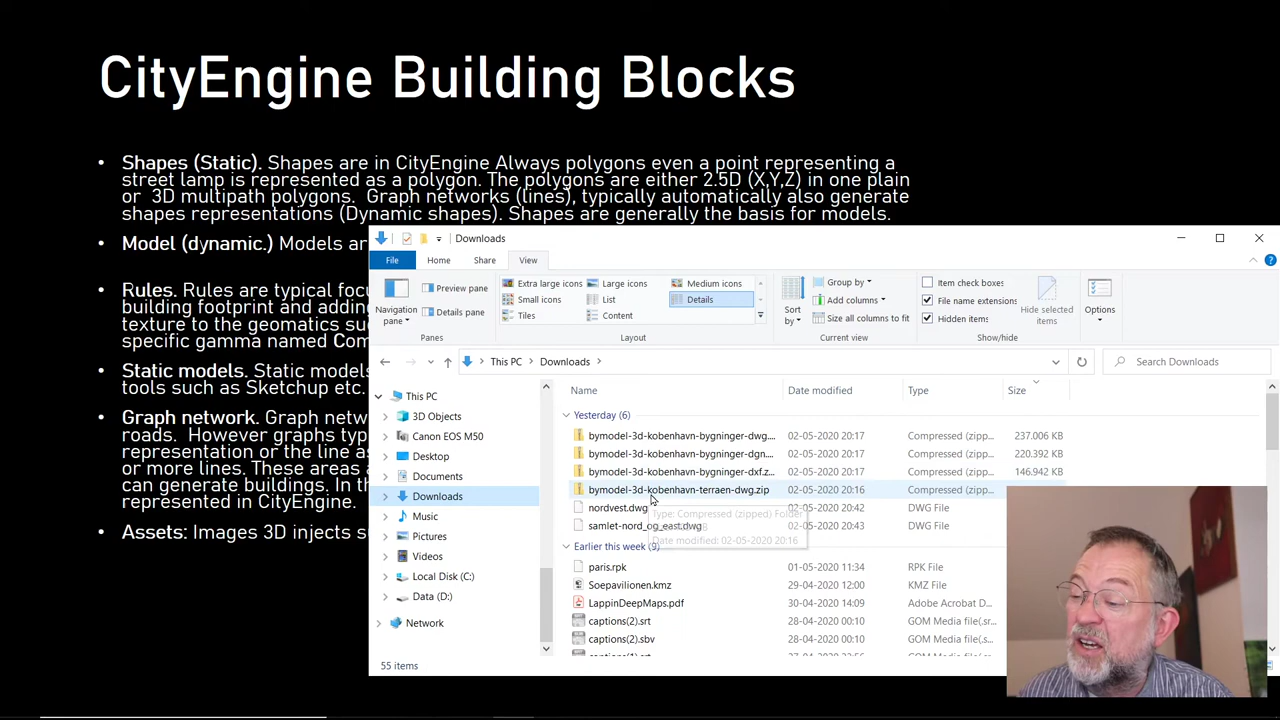 CityEngine Building Blocks
• Shapes (Static). Shapes are in CityEngine Always polygons even a point representing a
street lamp is represented as a polygon. The polygons are either 2.5D (X,Y,Z) in one plain
or 3D multipath polygons. Graph networks (lines), typically automatically also generate
shapes representations (Dynamic shapes). Shapes are generally the basis for models.
• Model (dynamic.) Models are
• Rules. Rules are typical focu
building footprint and adding
texture to the geomatics suc
specific gamma named Com
• Static models. Static models
tools such as Sketchup etc.
• Graph network. Graph netw
roads. However graphs typ
representation or the line as
or more lines. These areas a
can generate buildings. In th
represented in CityEngine.
• Assets: Images 3D injects s
Downloads
File Home Share View
Navigation pane
Preview pane
Details pane
Panes
Extra large icons Large icons Medium icons
Small icons List Details
Tiles Content
Layout
Sort by
Group by
Add columns
Size all columns to fit
Current view
Item check boxes
File name extensions
Hidden items
Hide selected items
Show/hide
Options
This PC > Downloads >
Search Downloads
This PC
3D Objects
Canon EOS M50
Desktop
Documents
Downloads
Music
Pictures
Videos
Local Disk (C:)
Data (D:)
Network
Name Date modified Type Size
Yesterday (6)
bymodel-3d-kobenhavn-bygninger-dwg.... 02-05-2020 20:17 Compressed (zipp... 237.006 KB
bymodel-3d-kobenhavn-bygninger-dgn.... 02-05-2020 20:17 Compressed (zipp... 220.392 KB
bymodel-3d-kobenhavn-bygninger-dxf.z... 02-05-2020 20:17 Compressed (zipp... 146.942 KB
bymodel-3d-kobenhavn-terraen-dwg.zip 02-05-2020 20:16 Compressed (zipp...
nordvest.dwg 02-05-2020 20:42 DWG File
samlet-nord_og_east.dwg 02-05-2020 20:43 DWG File
Type: Compressed (zipped) Folder
Date modified: 02-05-2020 20:16
Earlier this week (9)
paris.rpk 01-05-2020 11:34 RPK File
Soepavilionen.kmz 29-04-2020 12:00 KMZ File
LappinDeepMaps.pdf 30-04-2020 14:09 Adobe Acrobat D...
captions(2).srt 28-04-2020 00:10 GOM Media file(.sr...
captions(2).sbv 28-04-2020 00:10 GOM Media file(.s...
55 items